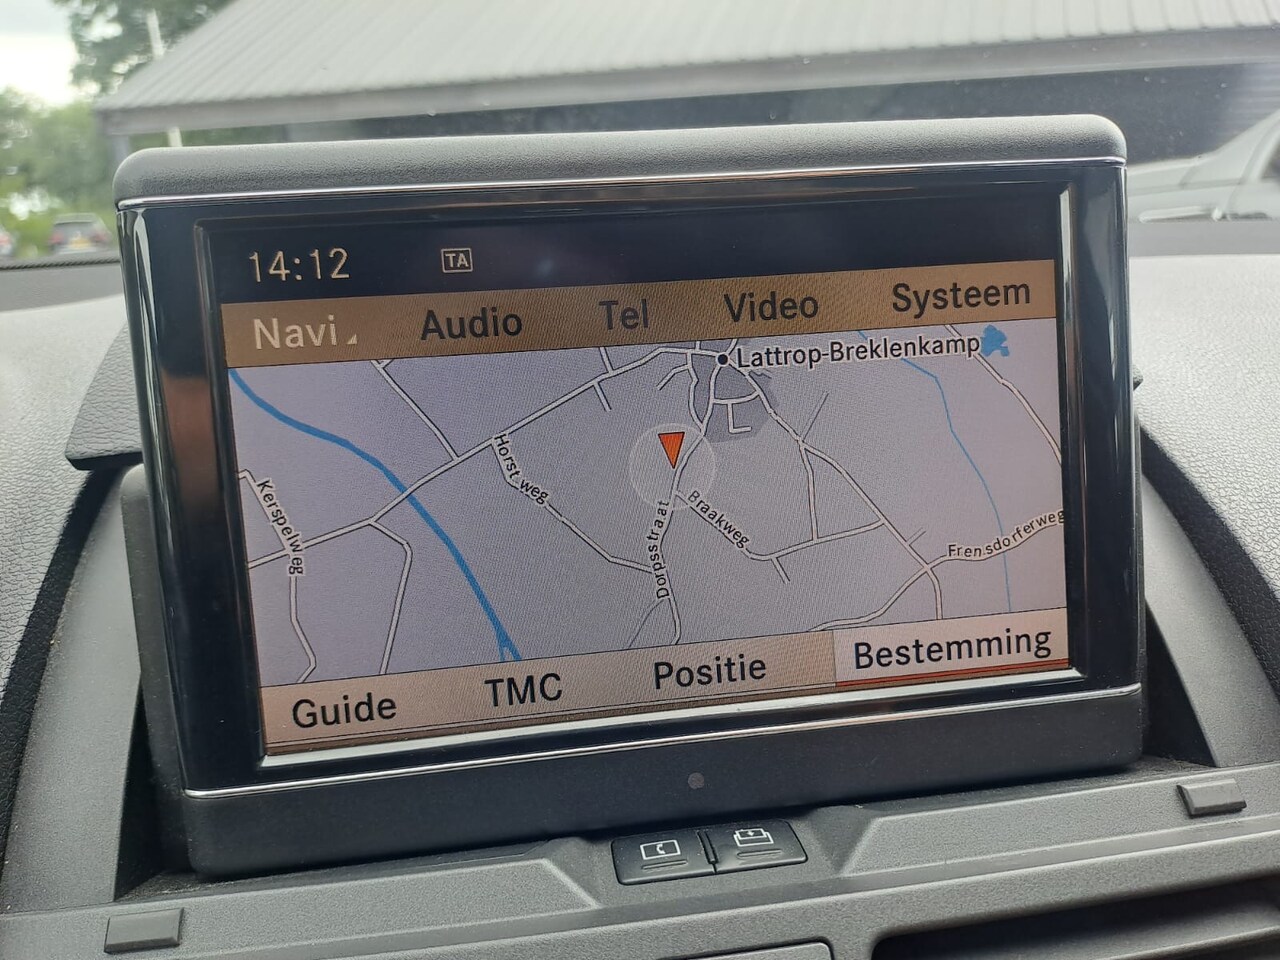 14:12 TA
Navi Audio Tel Video Systeem
Lattrop-Breklenkamp
Horstweg
Kerspelweg
Braakweg
Dorpsstraat
Frensdorferweg
Guide TMC Positie Bestemming